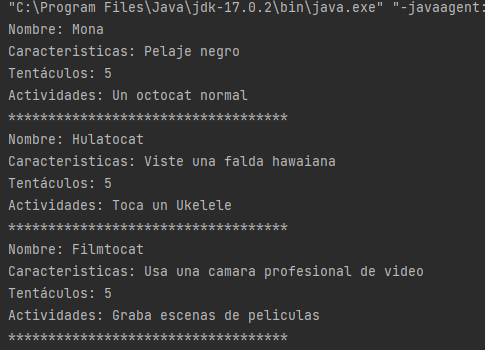 "C:\Program Files\Java\jdk-17.0.2\bin\java.exe" "-javaagent:
Nombre: Mona
Caracteristicas: Pelaje negro
Tentáculos: 5
Actividades: Un octocat normal
***********************************
Nombre: Hulatocat
Caracteristicas: Viste una falda hawaiana
Tentáculos: 5
Actividades: Toca un Ukelele
***********************************
Nombre: Filmtocat
Caracteristicas: Usa una camara profesional de video
Tentáculos: 5
Actividades: Graba escenas de peliculas
***********************************